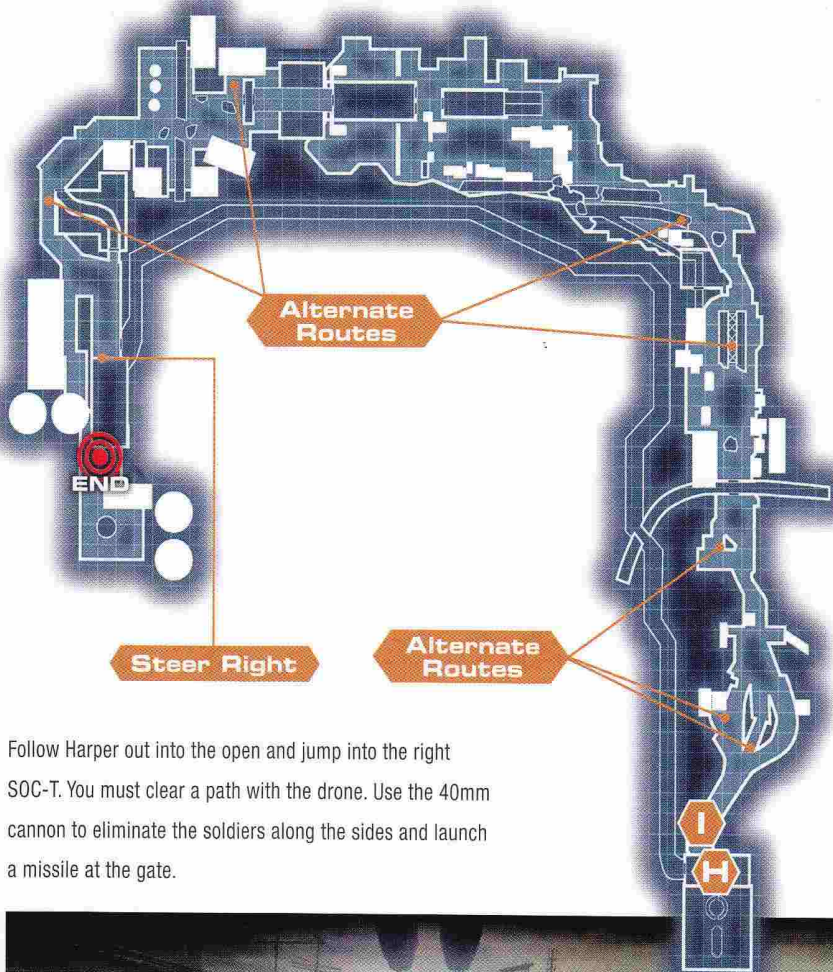 Alternate
Routes
END
Steer Right
Alternate
Routes
Follow Harper out into the open and jump into the right
SOC-T. You must clear a path with the drone. Use the 40mm
cannon to eliminate the soldiers along the sides and launch
a missile at the gate.
I
H